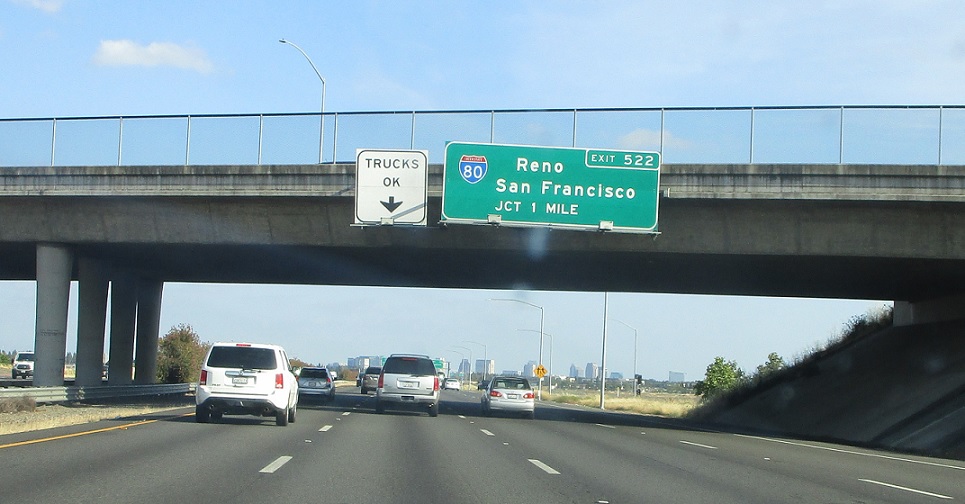 TRUCKS
OK
EXIT 522
INTERSTATE
80
Reno
San Francisco
JCT 1 MILE